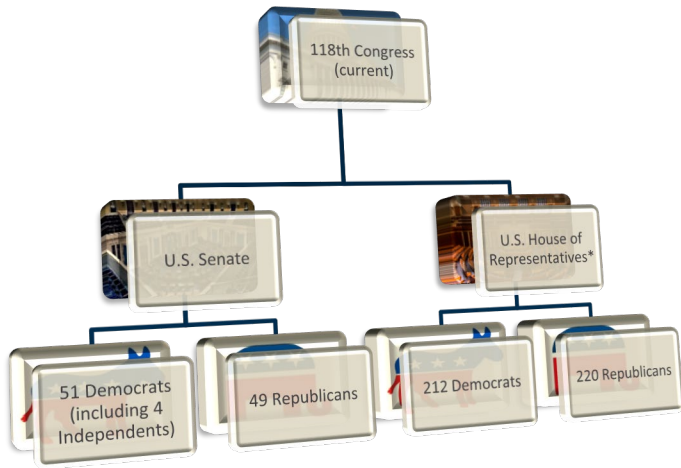 118th Congress
(current)
U.S. Senate
U.S. House of
Representatives*
51 Democrats
(including 4
Independents)
49 Republicans
212 Democrats
220 Republicans